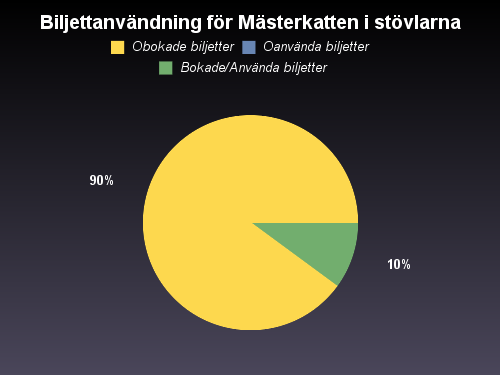 Biljettanvändning för Mästerkatten i stövlarna
Obokade biljetter Oanvända biljetter
Bokade/Använda biljetter
90%
10%